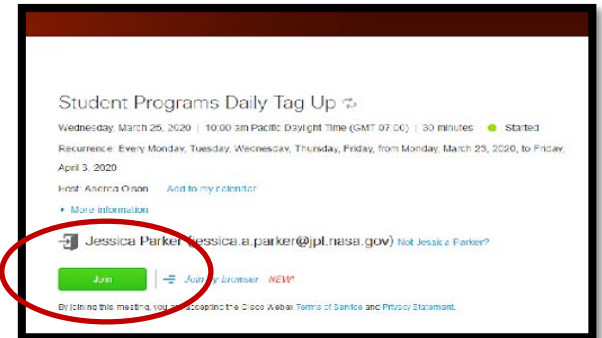 Student Programs Daily Tag Up
Wednesday, March 25, 2020 | 10:00 am Pacific Daylight Time (GMT-07:00) | 30 minutes Started
Recurrence: Every Monday, Tuesday, Wednesday, Thursday, Friday, from Monday, March 23, 2020, to Friday,
April 3, 2020
Host: Andrea Olson Add to my calendar
More information
Jessica Parker (jessica.a.parker@jpl.nasa.gov) Not Jessica Parker?
Join | Join by browser NEW!
By joining this meeting, you are accepting the Cisco Webex Terms of Service and Privacy Statement.